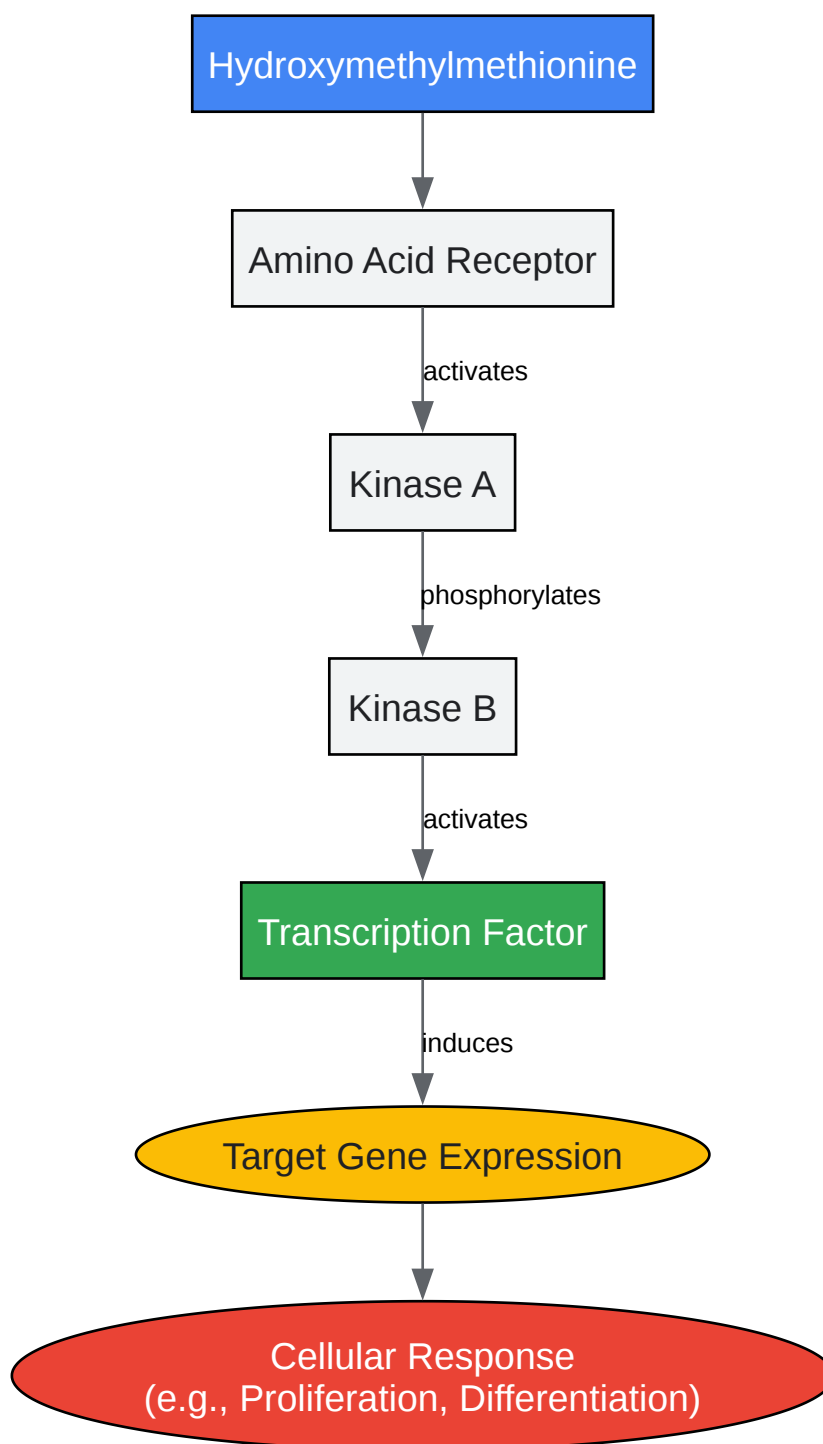 Hydroxymethylmethionine
Amino Acid Receptor
activates
Kinase A
phosphorylates
Kinase B
activates
Transcription Factor
induces
Target Gene Expression
Cellular Response
(e.g., Proliferation, Differentiation)